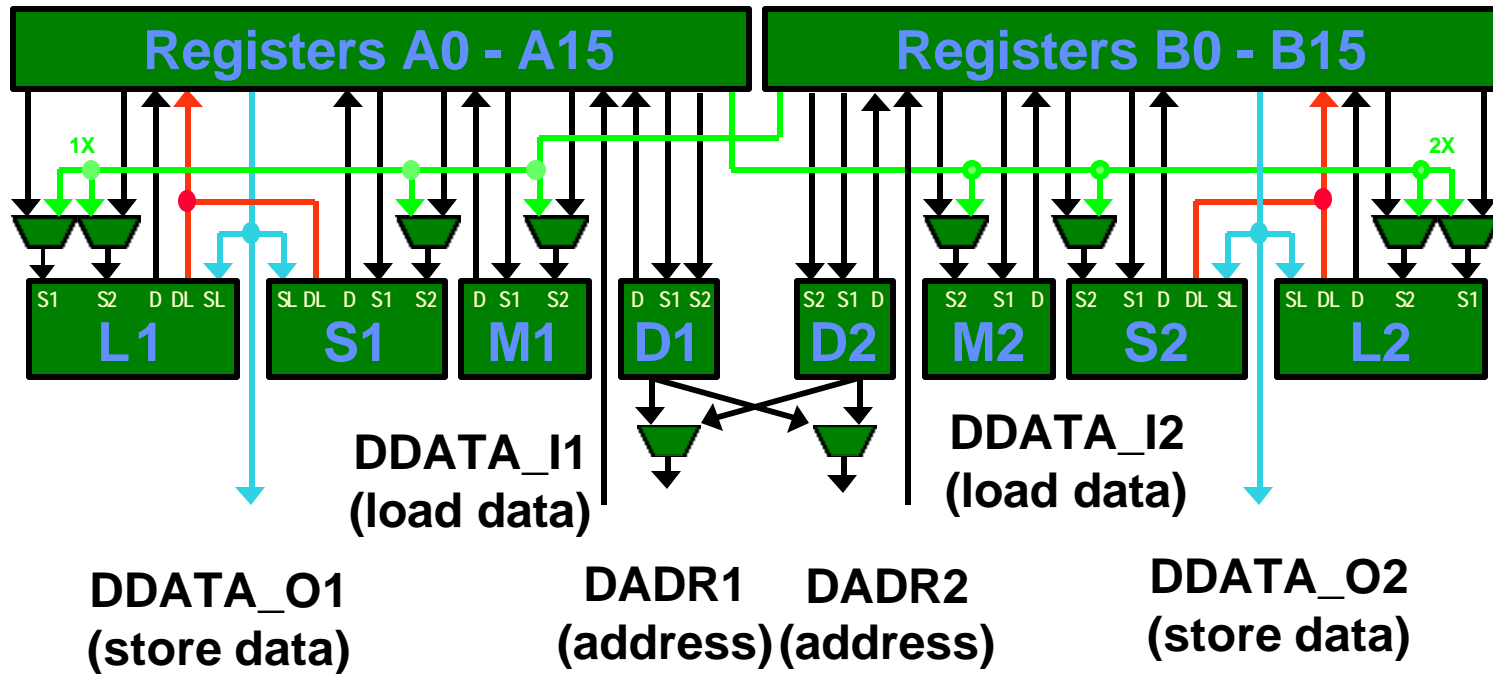 Registers A0 - A15
Registers B0 - B15
1X
2X
S1 S2 D DL SL
L1
SL DL D S1 S2
S1
D S1 S2
M1
D S1 S2
D1
S2 S1 D
D2
S2 S1 D
M2
S2 S1 D DL SL
S2
SL DL D S2 S1
L2
DDATA_I1
(load data)
DDATA_I2
(load data)
DDATA_O1
(store data)
DADR1
(address)
DADR2
(address)
DDATA_O2
(store data)